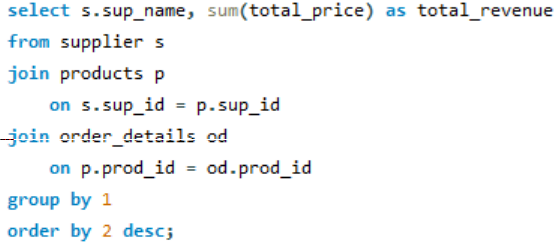 select s.sup_name, sum(total_price) as total_revenue
from supplier s
join products p
on s.sup_id = p.sup_id
join order_details od
on p.prod_id = od.prod_id
group by 1
order by 2 desc;